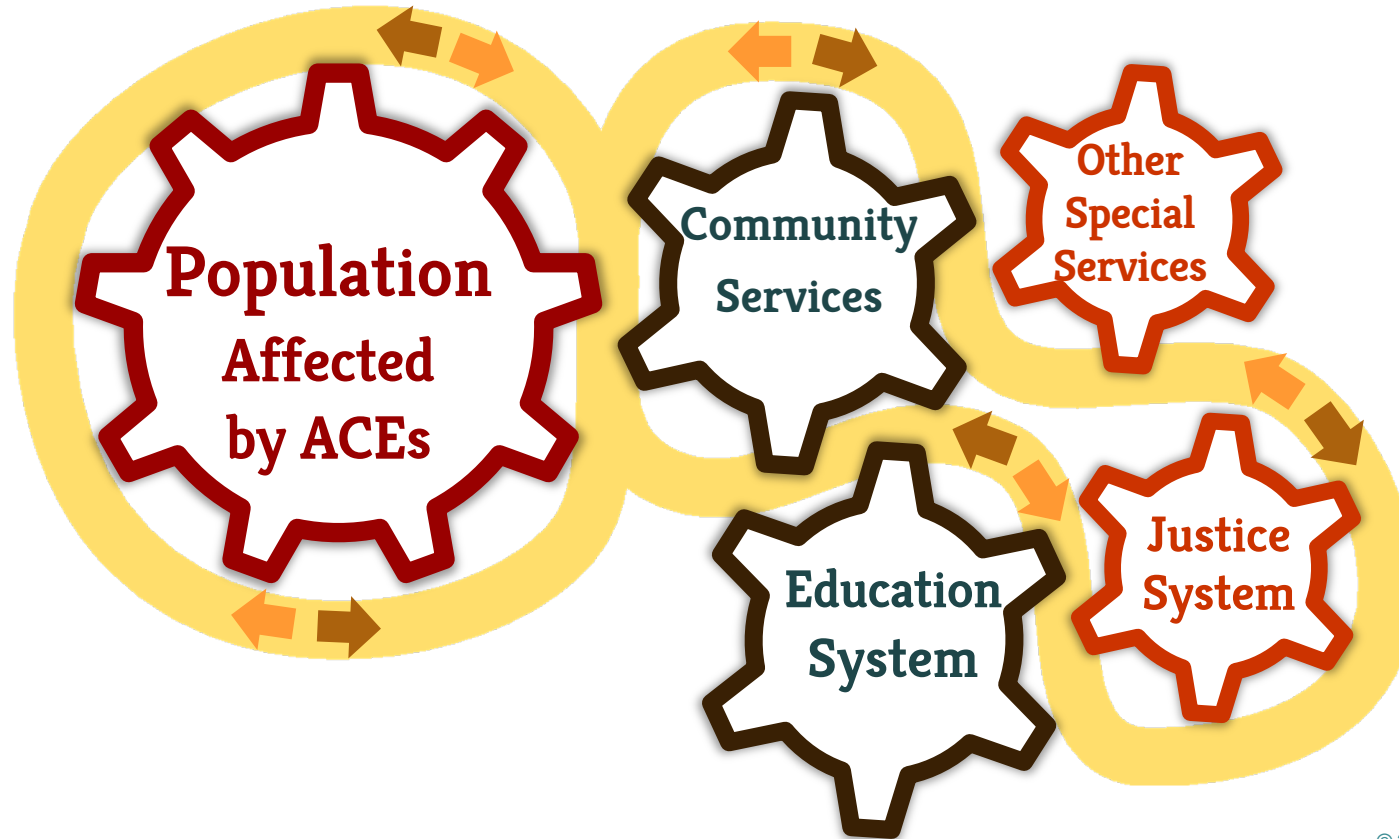 Population
Affected
by ACEs
Community
Services
Other
Special
Services
Education
System
Justice
System